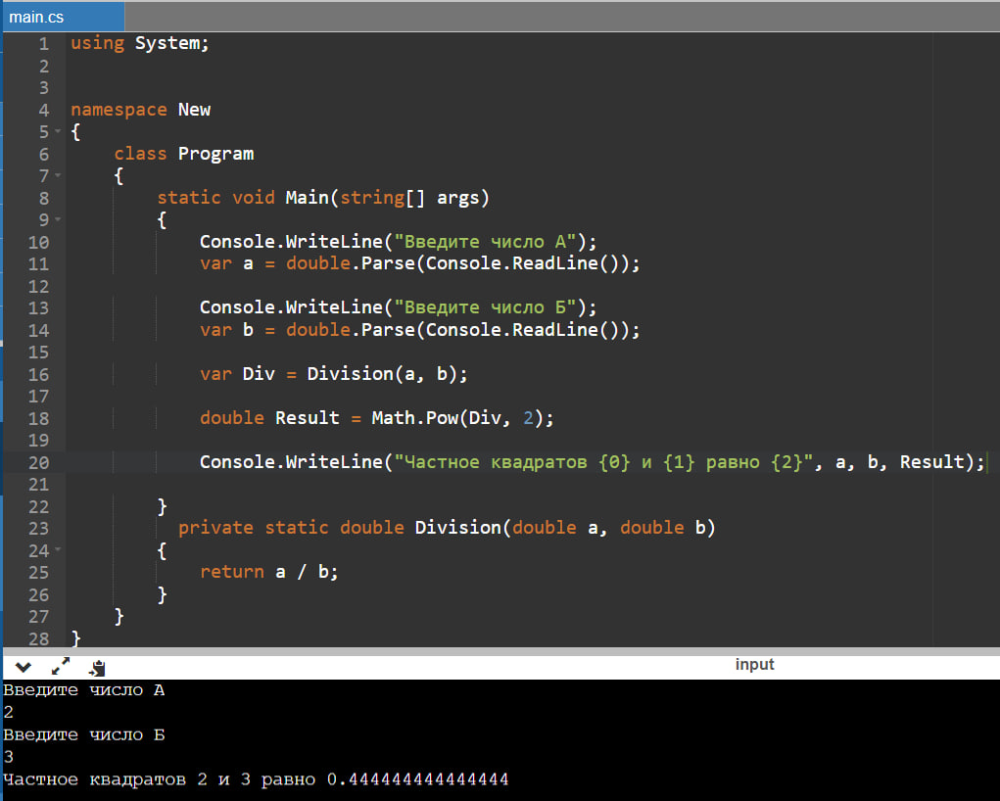 main.cs
1 using System;
2
3
4 namespace New
5 {
6 class Program
7 {
8 static void Main(string[] args)
9 {
10 Console.WriteLine("Введите число А");
11 var a = double.Parse(Console.ReadLine());
12
13 Console.WriteLine("Введите число Б");
14 var b = double.Parse(Console.ReadLine());
15
16 var Div = Division(a, b);
17
18 double Result = Math.Pow(Div, 2);
19
20 Console.WriteLine("Частное квадратов {0} и {1} равно {2}", a, b, Result);
21
22 }
23 private static double Division(double a, double b)
24 {
25 return a / b;
26 }
27 }
28 }
input
Введите число А
2
Введите число Б
3
Частное квадратов 2 и 3 равно 0.444444444444444